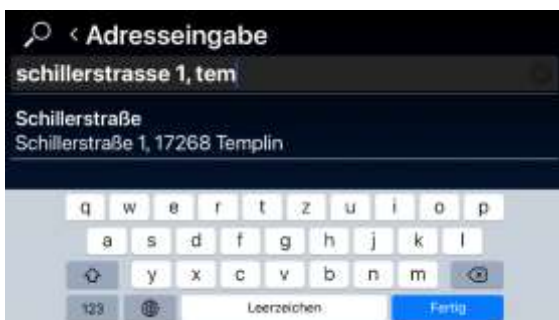 < Adresseingabe
schillerstrasse 1, tem
Schillerstraße
Schillerstraße 1, 17268 Templin
q w e r t z u i o p
a s d f g h j k l
y x c v b n m
123 Leerzeichen Fertig